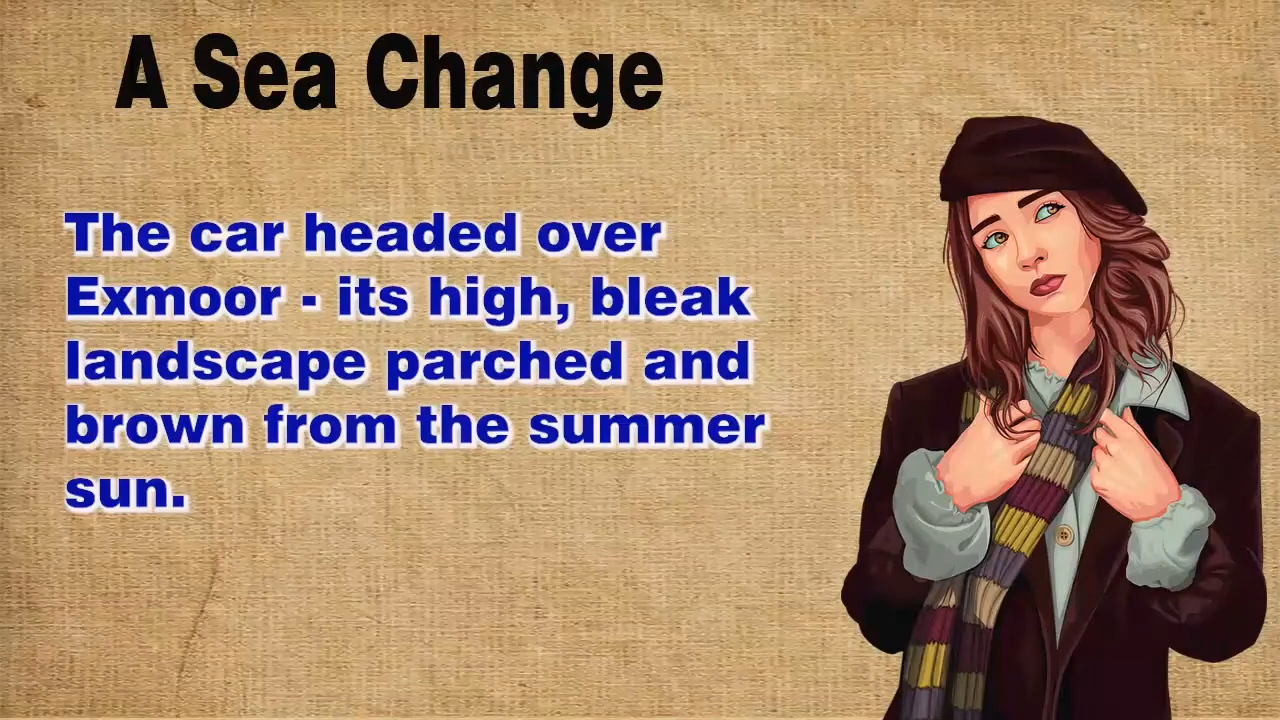 A Sea Change
The car headed over
Exmoor - its high, bleak
landscape parched and
brown from the summer
sun.